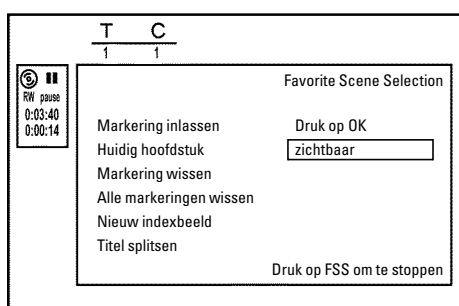 T C
1 1
RW pause
0:03:40
0:00:14
Favorite Scene Selection
Markering inlassen Druk op OK
Huidig hoofdstuk zichtbaar
Markering wissen
Alle markeringen wissen
Nieuw indexbeeld
Titel splitsen
Druk op FSS om te stoppen